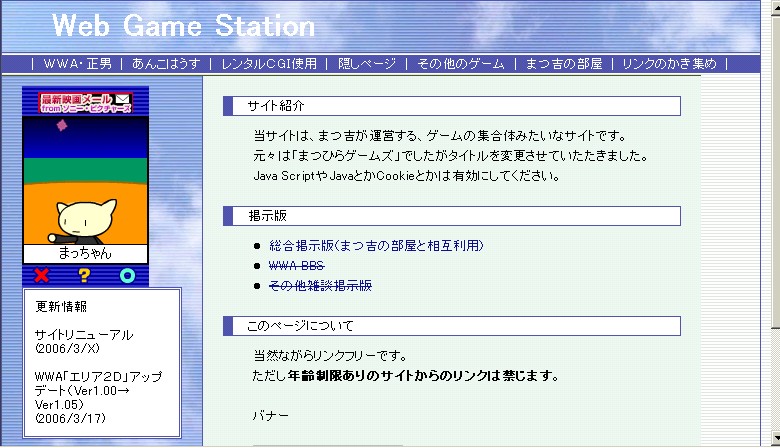 Web Game Station
| WWA・正男 | あんこはうす | レンタルCGI使用 | 隠しページ | その他のゲーム | まつ吉の部屋 | リンクのかき集め |
最新映画メール
from ソニー・ピクチャーズ
まっちゃん
更新情報
サイトリニューアル
(2006/3/X)
WWA「エリア2D」アップ
デート(Ver1.00→
Ver1.05)
(2006/3/17)
サイト紹介
当サイトは、まつ吉が運営する、ゲームの集合体みたいなサイトです。
元々は「まつひらゲームズ」でしたがタイトルを変更させていたたきました。
Java ScriptやJavaとかCookieとかは有効にしてください。
掲示版
総合掲示版(まつ吉の部屋と相互利用)
WWA BBS
その他雑談掲示版
このページについて
当然ながらリンクフリーです。
ただし年齢制限ありのサイトからのリンクは禁じます。
バナー